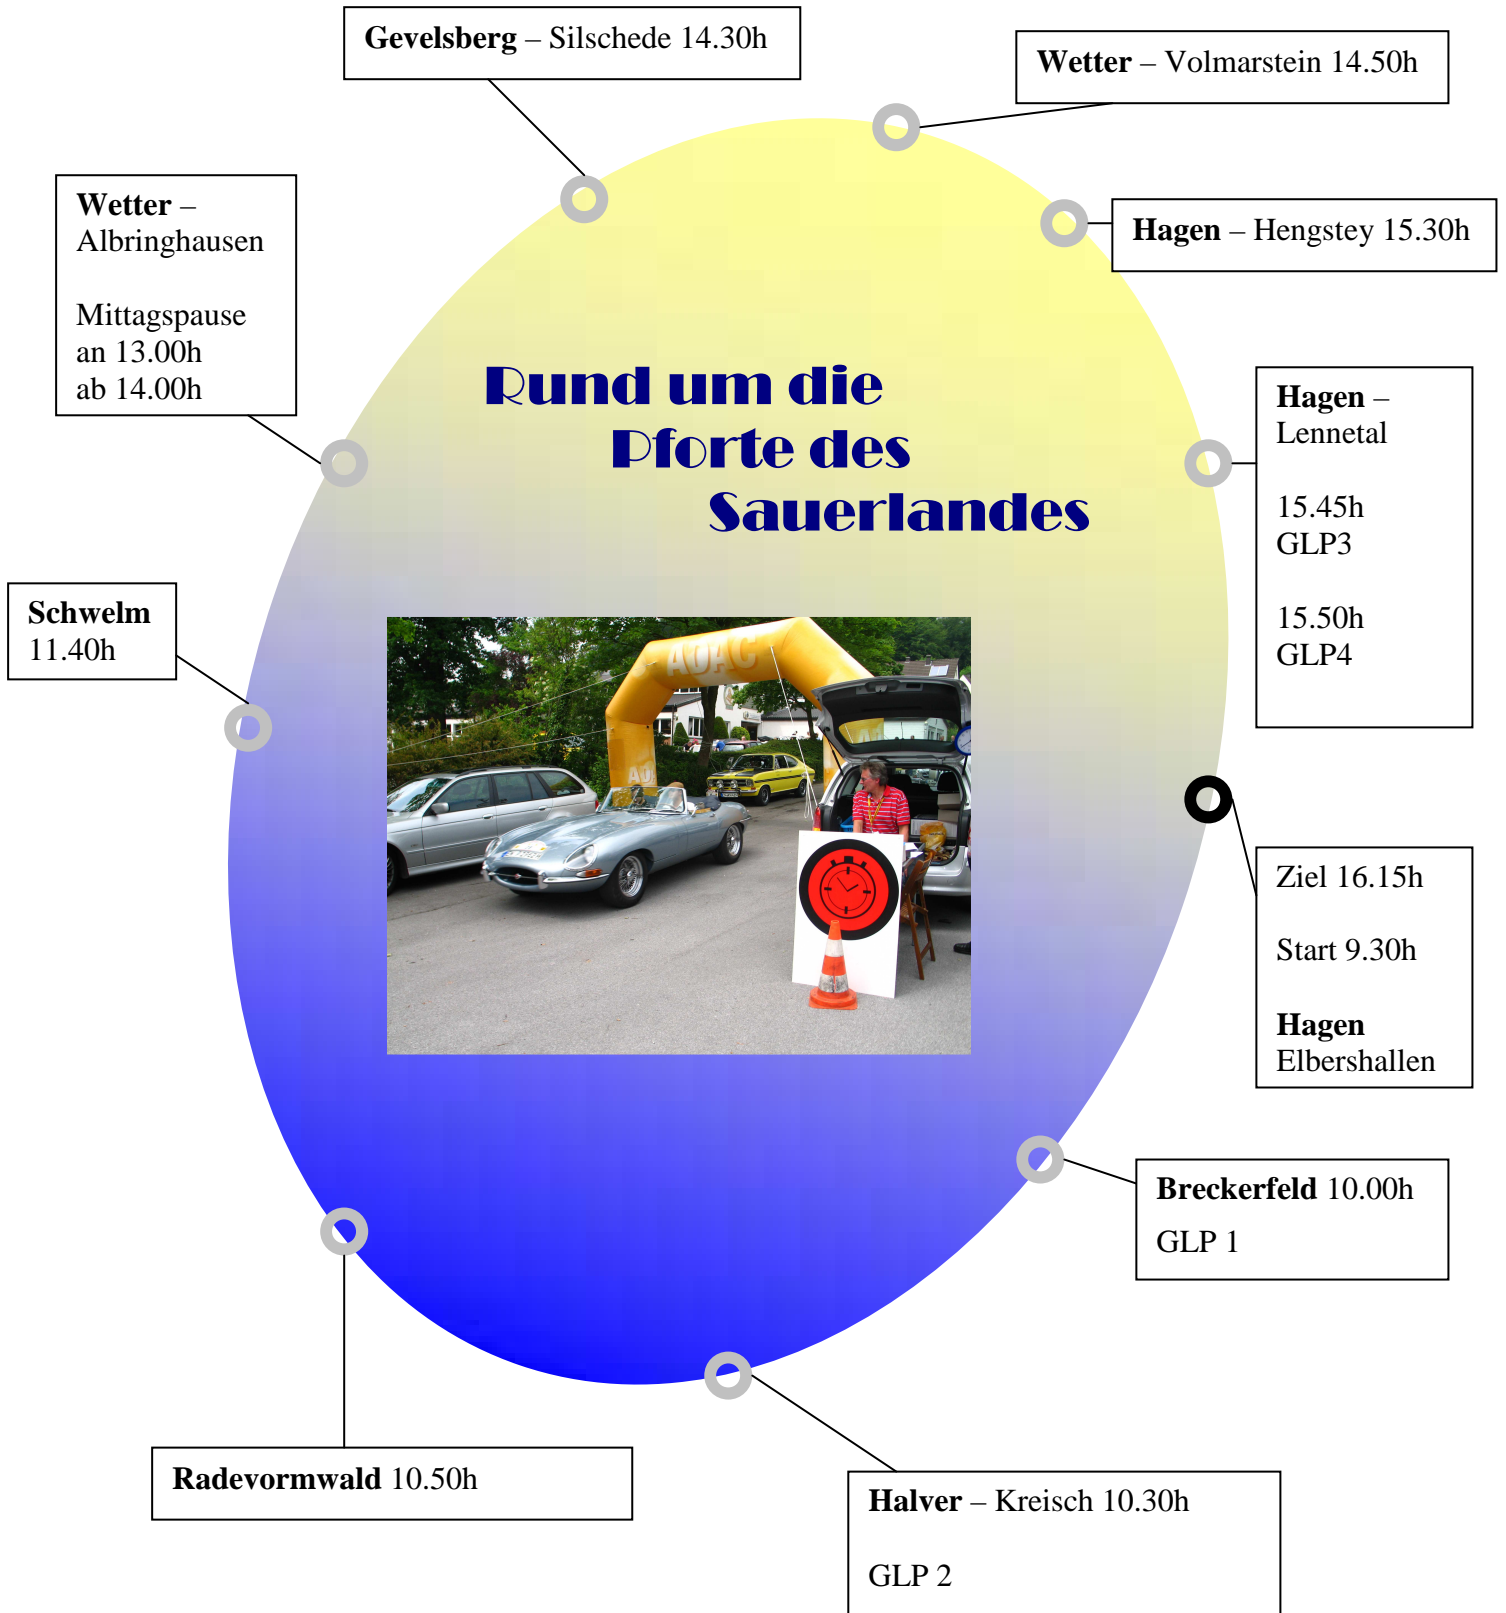 Gevelsberg – Silschede 14.30h
Wetter – Volmarstein 14.50h
Wetter –
Albringhausen
Mittagspause
an 13.00h
ab 14.00h
Hagen – Hengstey 15.30h
Rund um die
Pforte des
Sauerlandes
Hagen –
Lennetal
15.45h
GLP3
15.50h
GLP4
Schwelm
11.40h
ADAC
Ziel 16.15h
Start 9.30h
Hagen
Elbershallen
Breckerfeld 10.00h
GLP 1
Radevormwald 10.50h
Halver – Kreisch 10.30h
GLP 2